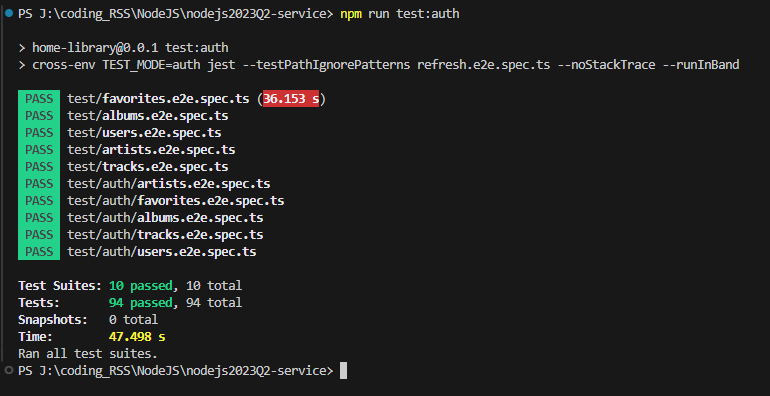 PS J:\coding_RSS\NodeJS\nodejs2023Q2-service> npm run test:auth
> home-library@0.0.1 test:auth
> cross-env TEST_MODE=auth jest --testPathIgnorePatterns refresh.e2e.spec.ts --noStackTrace --runInBand
PASS test/favorites.e2e.spec.ts (36.153 s)
PASS test/albums.e2e.spec.ts
PASS test/users.e2e.spec.ts
PASS test/artists.e2e.spec.ts
PASS test/tracks.e2e.spec.ts
PASS test/auth/artists.e2e.spec.ts
PASS test/auth/favorites.e2e.spec.ts
PASS test/auth/albums.e2e.spec.ts
PASS test/auth/tracks.e2e.spec.ts
PASS test/auth/users.e2e.spec.ts
Test Suites: 10 passed, 10 total
Tests: 94 passed, 94 total
Snapshots: 0 total
Time: 47.498 s
Ran all test suites.
PS J:\coding_RSS\NodeJS\nodejs2023Q2-service>